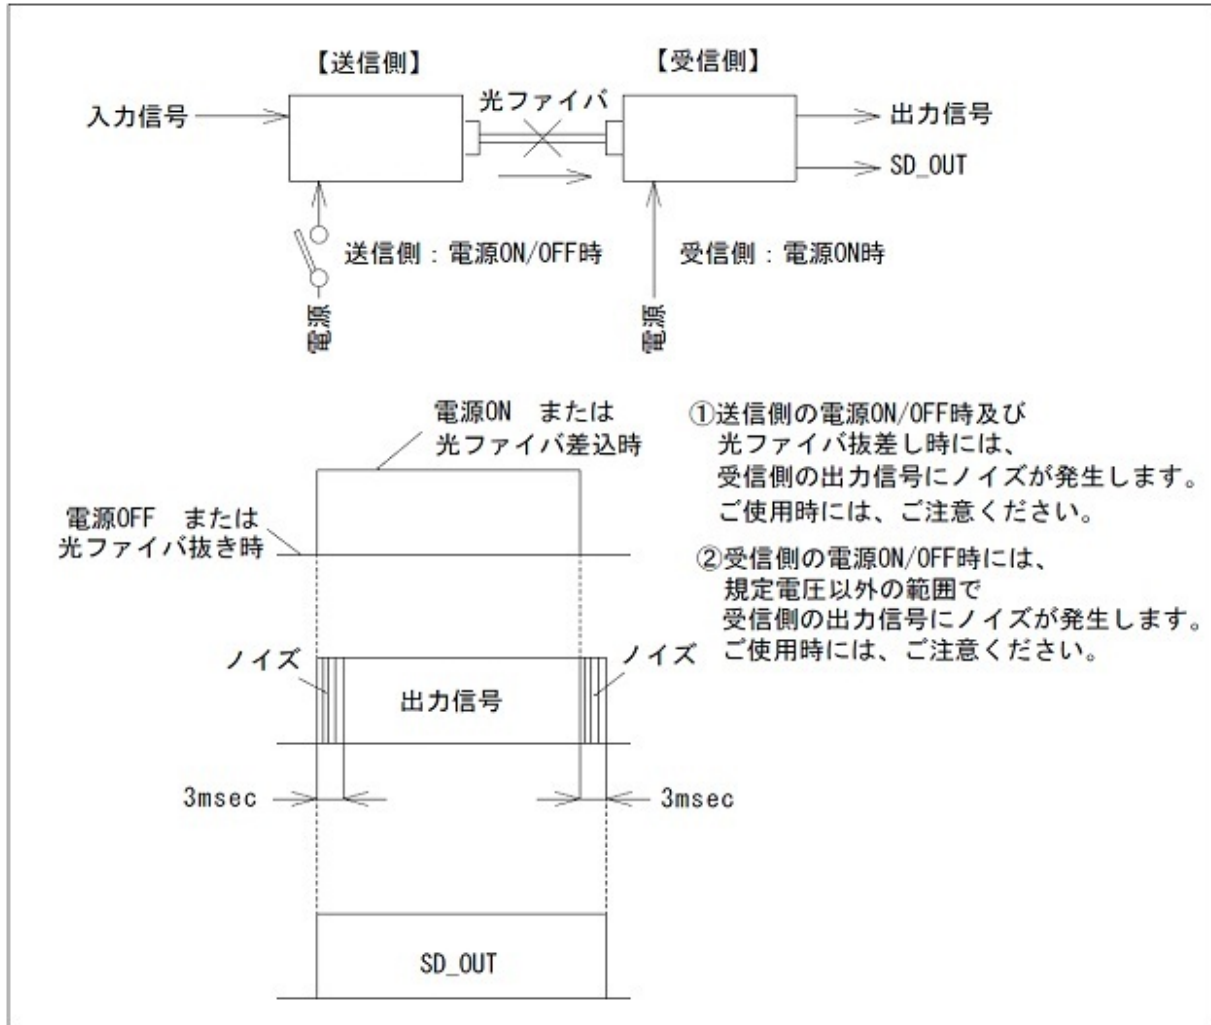 【送信側】
【受信側】
入力信号
光ファイバ
出力信号
SD_OUT
送信側：電源ON/OFF時
受信側：電源ON時
電源
電源
電源ON または
光ファイバ差込時
電源OFF または
光ファイバ抜き時
①送信側の電源ON/OFF時及び
光ファイバ抜差し時には、
受信側の出力信号にノイズが発生します。
ご使用時には、ご注意ください。
②受信側の電源ON/OFF時には、
規定電圧以外の範囲で
受信側の出力信号にノイズが発生します。
ご使用時には、ご注意ください。
ノイズ
ノイズ
出力信号
3msec
3msec
SD_OUT